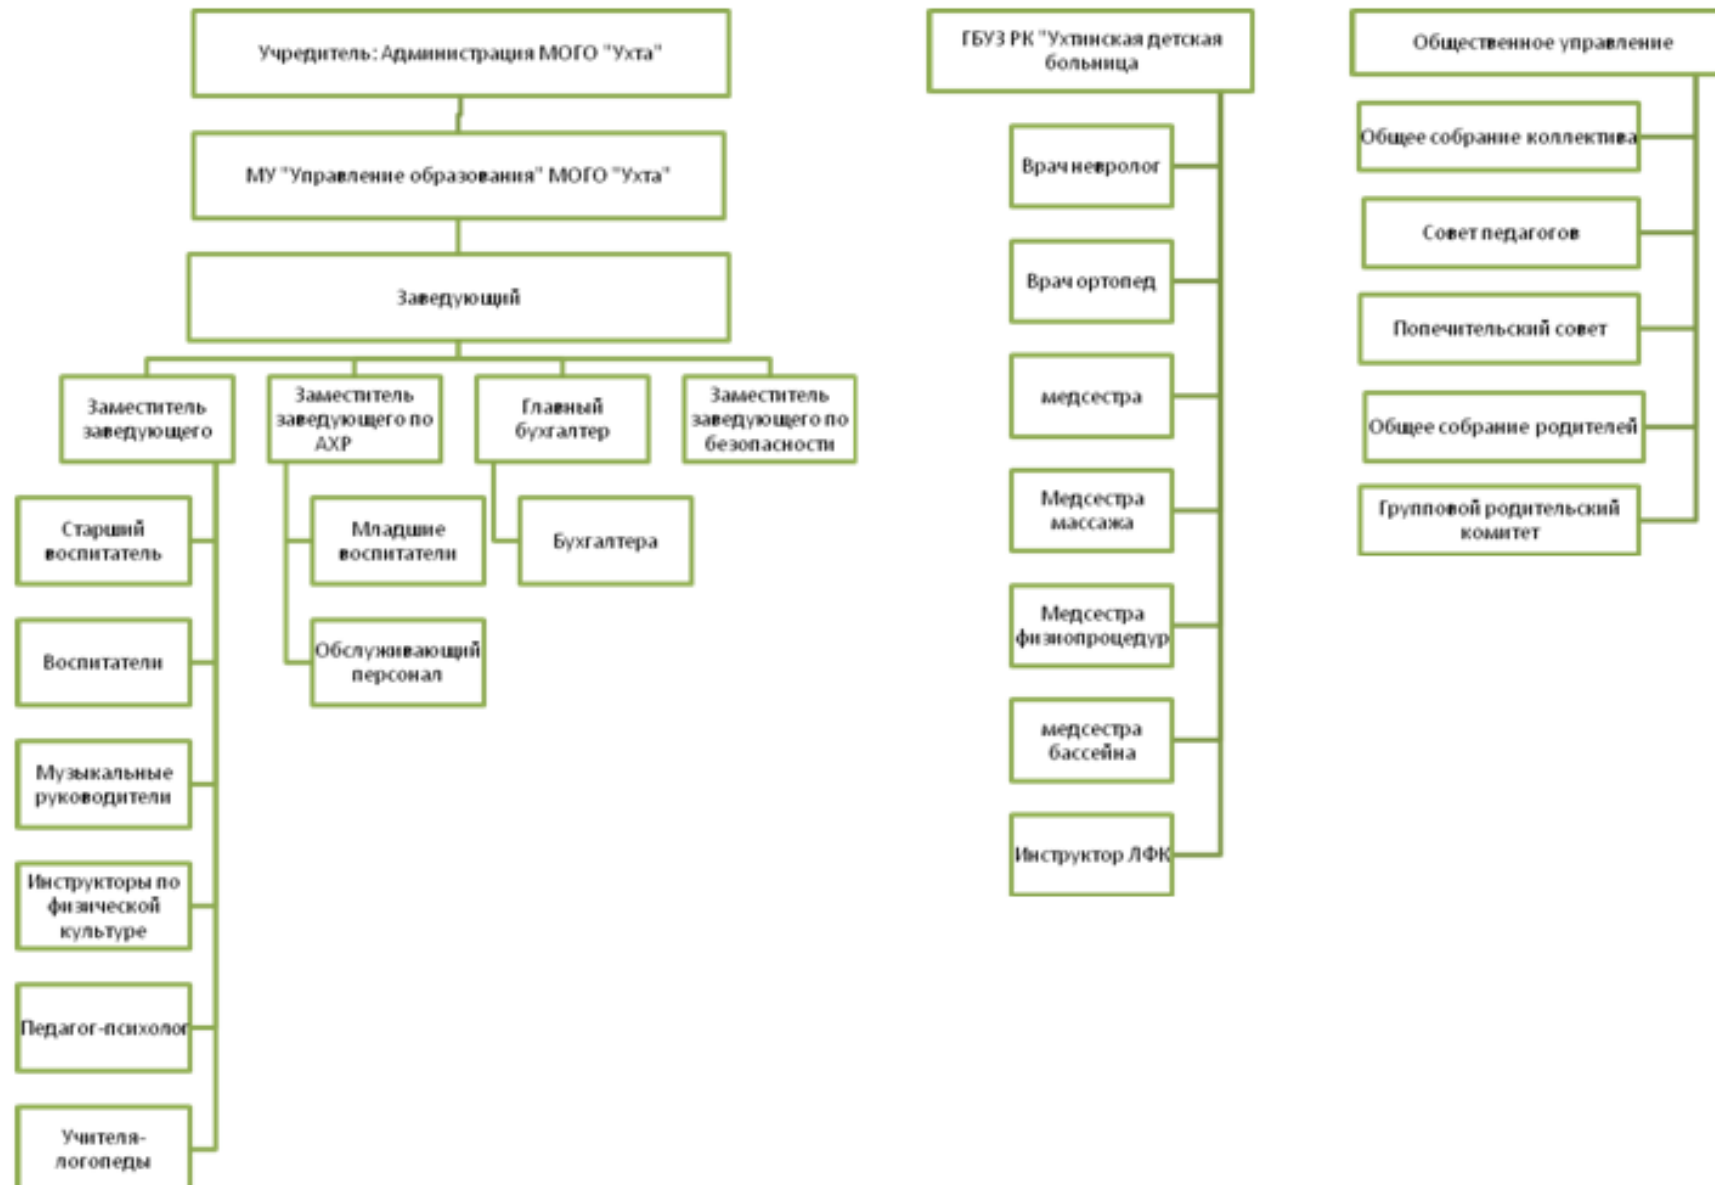 Учредитель: Администрация МОГО "Ухта"
МУ "Управление образования" МОГО "Ухта"
Заведующий
Заместитель
заведующего
Заместитель
заведующего по
АХР
Главный
бухгалтер
Заместитель
заведующего по
безопасности
Старший
воспитатель
Воспитатели
Музыкальные
руководители
Инструкторы по
физической
культуре
Педагог-психолог
Учителя-
логопеды
Младшие
воспитатели
Обслуживающий
персонал
Бухгалтера
ГБУЗ РК "Ухтинская детская
больница
Врач невролог
Врач ортопед
медсестра
Медсестра
массажа
Медсестра
физиопроцедур
медсестра
бассейна
Инструктор ЛФК
Общественное управление
Общее собрание коллектива
Совет педагогов
Попечительский совет
Общее собрание родителей
Групповой родительский
комитет